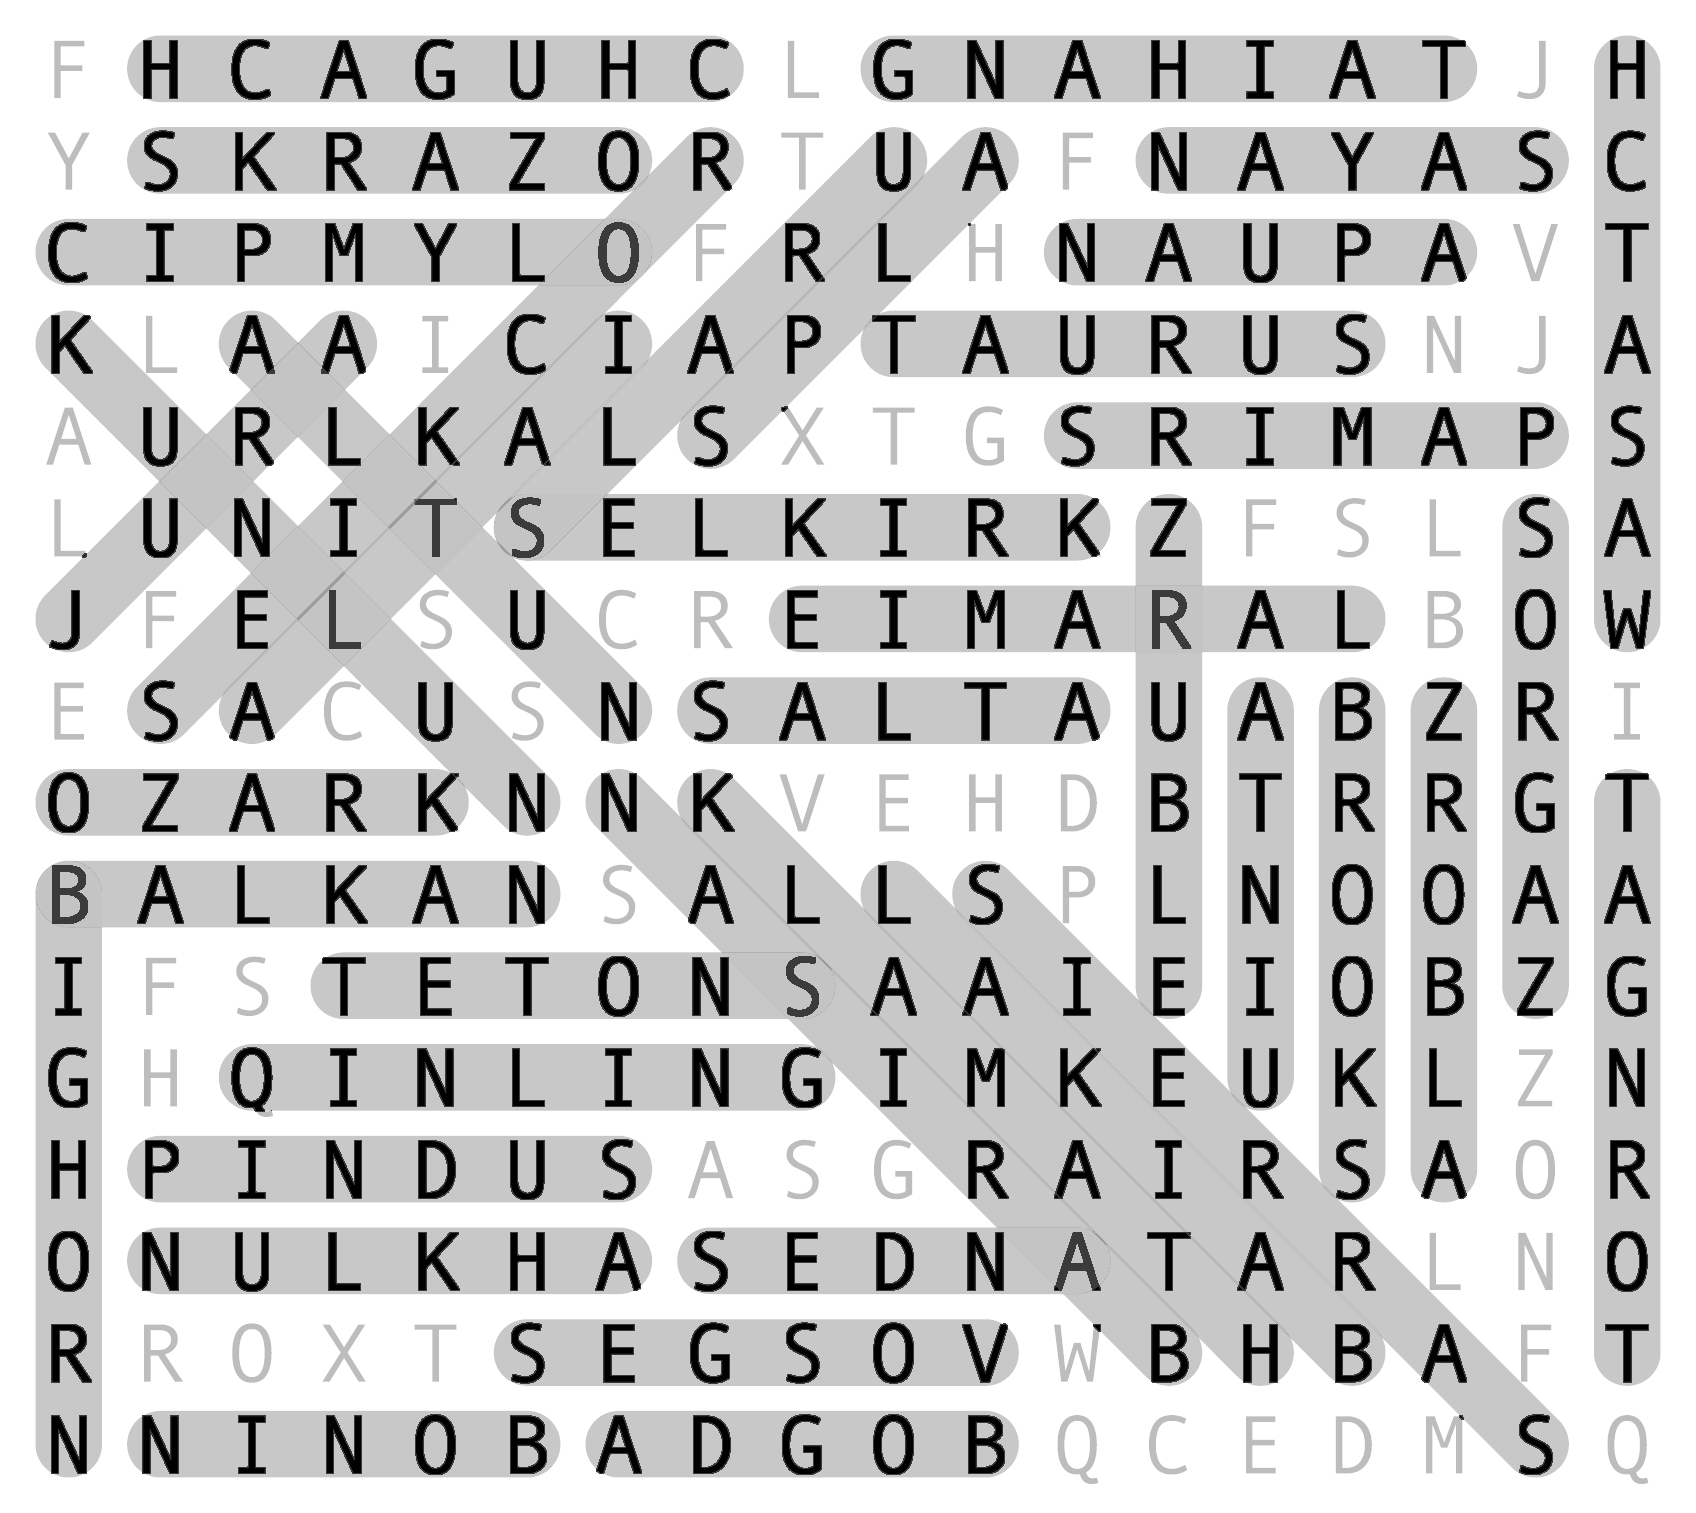 F H C A G U H C L G N A H I A T J H
Y S K R A Z O R T U A F N A Y A S C
C I P M Y L O F R L H N A U P A V T
K L A A I C I A P T A U R U S N J A
A U R L K A L S X T G S R I M A P S
L U N I T S E L K I R K Z F S L S A
J F E L S U C R E I M A R A L B O W
E S A C U S N S A L T A U A B Z R I
O Z A R K N N K V E H D B T R R G T
B A L K A N S A L L S P L N O O A A
I F S T E T O N S A A I E I O B Z G
G H Q I N L I N G I M K E U K L Z N
H P I N D U S A S G R A I R S A O R
O N U L K H A S E D N A T A R L N O
R R O X T S E G S O V W B H B A F T
N N I N O B A D G O B Q C E D M S Q